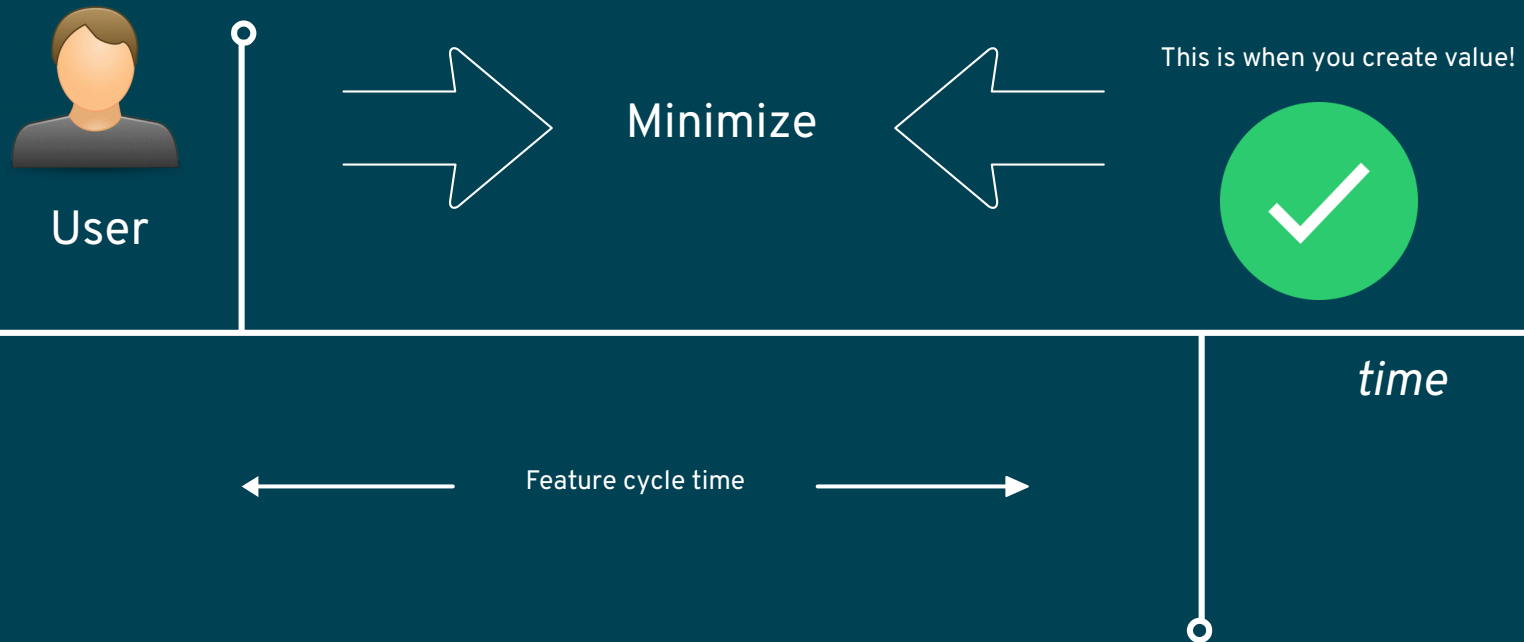 This is when you create value!
Minimize
User
time
Feature cycle time